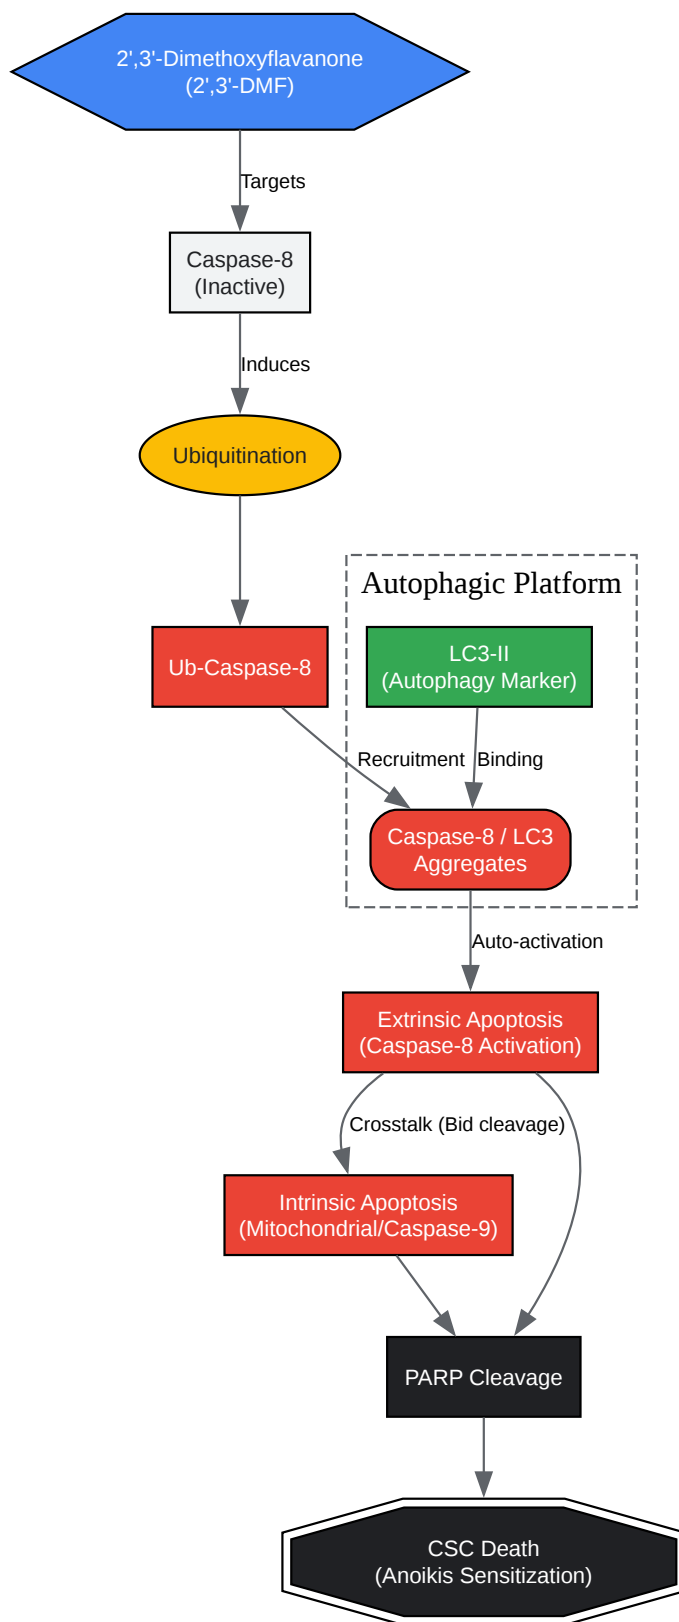 2',3'-Dimethoxyflavanone
(2',3'-DMF)
Targets
Caspase-8
(Inactive)
Induces
Ubiquitination
Autophagic Platform
Ub-Caspase-8
LC3-II
(Autophagy Marker)
Recruitment
Binding
Caspase-8 / LC3
Aggregates
Auto-activation
Extrinsic Apoptosis
(Caspase-8 Activation)
Crosstalk (Bid cleavage)
Intrinsic Apoptosis
(Mitochondrial/Caspase-9)
PARP Cleavage
CSC Death
(Anoikis Sensitization)